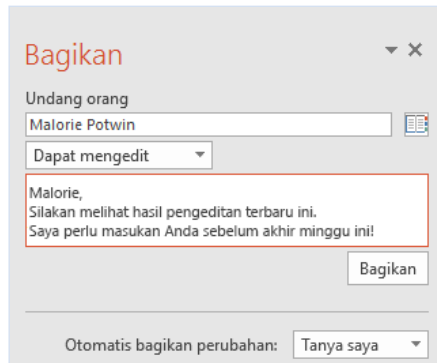 Bagikan
Undang orang
Malorie Potwin
Dapat mengedit
Malorie,
Silakan melihat hasil pengeditan terbaru ini.
Saya perlu masukan Anda sebelum akhir minggu ini!
Bagikan
Otomatis bagikan perubahan: Tanya saya